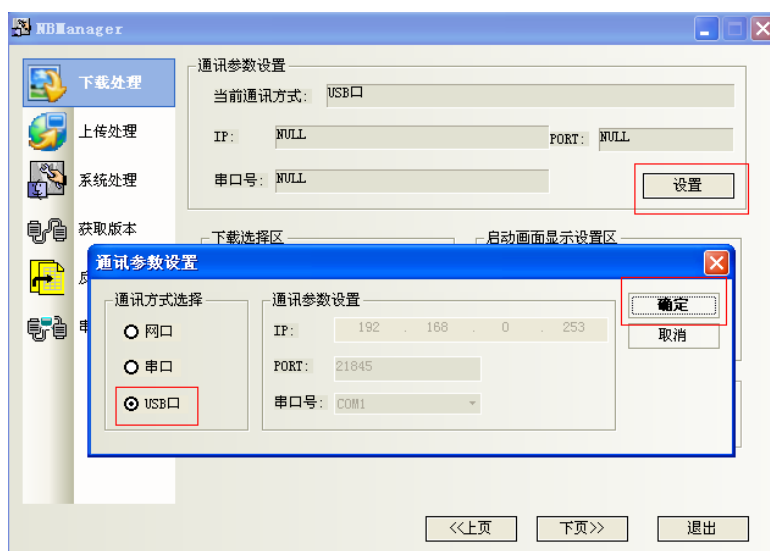 NBManager
下载处理
上传处理
系统处理
获取版本
通讯参数设置
当前通讯方式: USB口
IP: NULL PORT: NULL
串口号: NULL
设置
下载选择区 启动画面显示设置区
通讯参数设置
通讯方式选择
网口
串口
USB口
通讯参数设置
IP: 192 . 168 . 0 . 253
PORT: 21845
串口号: COM1
确定
取消
<<上页 下页>> 退出